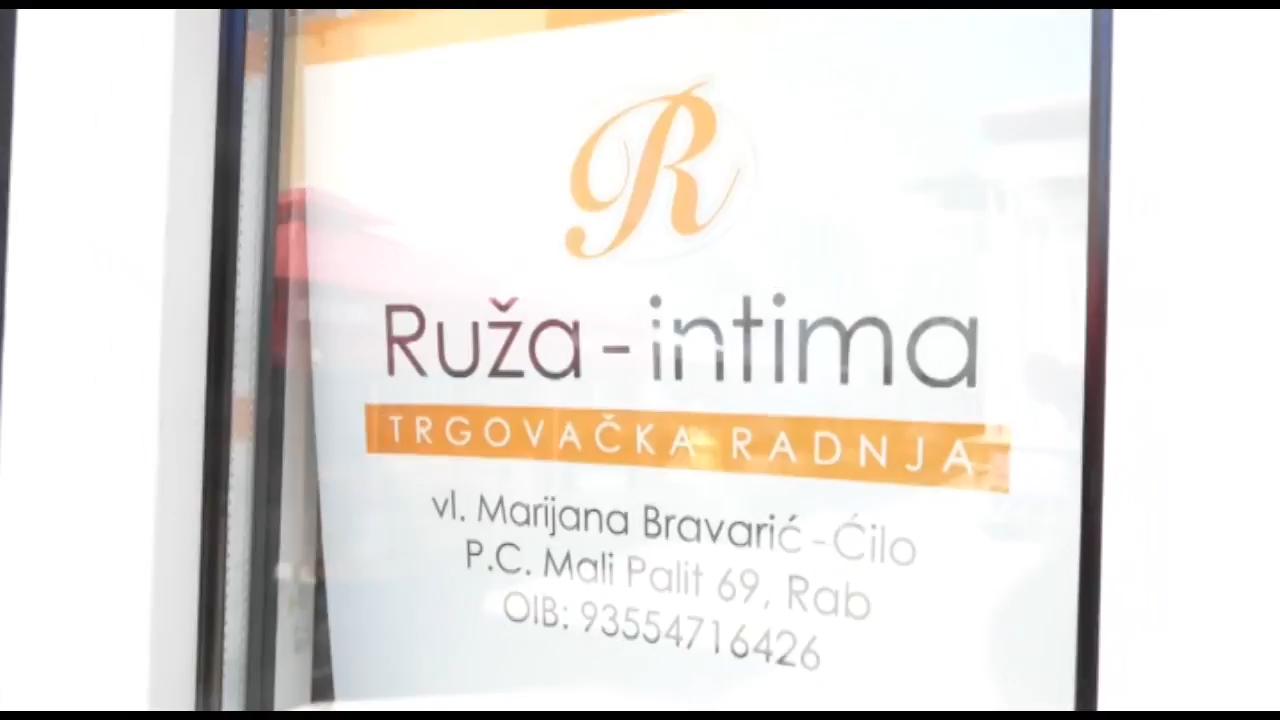 R
Ruža - intima
TRGOVAČKA RADNJA
vl. Marijana Bravarić - Ćilo
P.C. Mali Palit 69, Rab
OIB: 93554716426